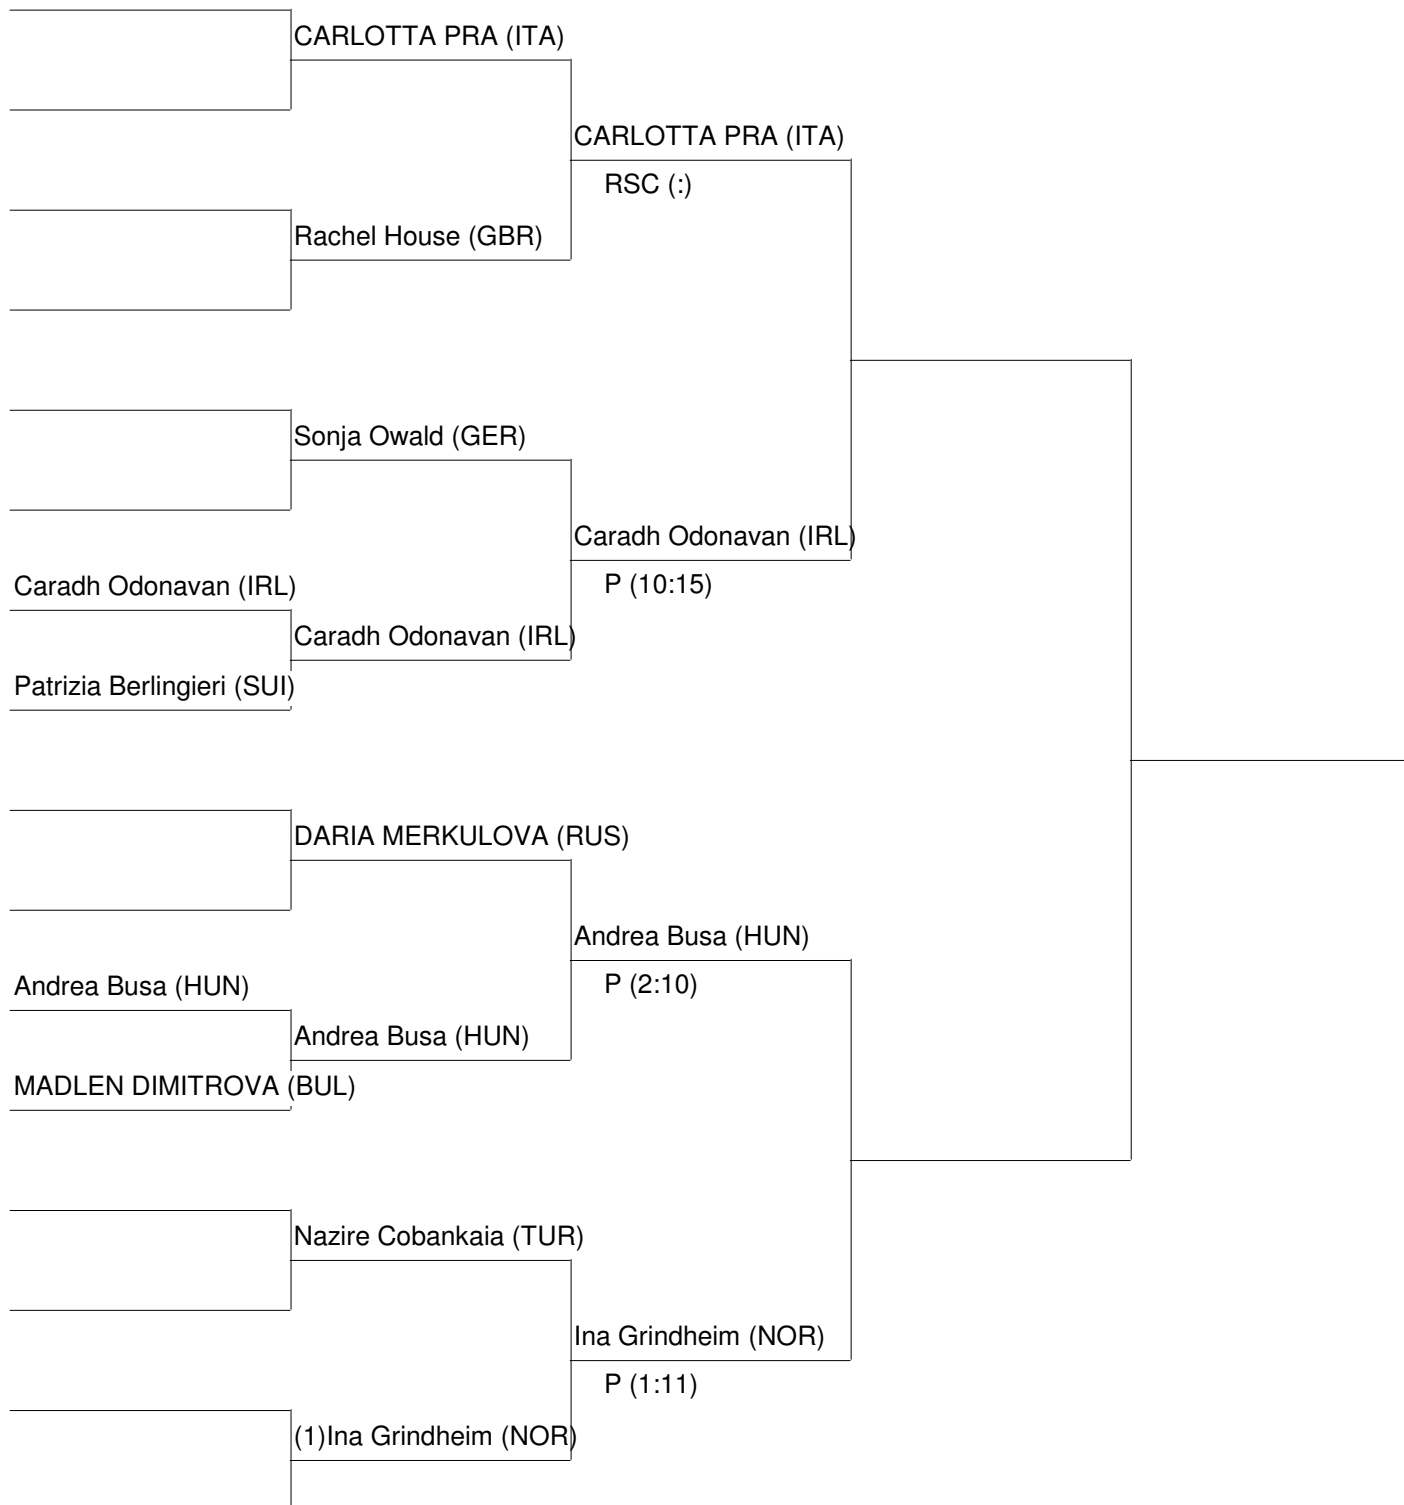 CARLOTTA PRA (ITA)
CARLOTTA PRA (ITA)
RSC (:)
Rachel House (GBR)
Sonja Owald (GER)
Caradh Odonavan (IRL)
Caradh Odonavan (IRL)
P (10:15)
Caradh Odonavan (IRL)
Patrizia Berlingieri (SUI)
DARIA MERKULOVA (RUS)
Andrea Busa (HUN)
Andrea Busa (HUN)
P (2:10)
Andrea Busa (HUN)
MADLEN DIMITROVA (BUL)
Nazire Cobankaia (TUR)
Ina Grindheim (NOR)
P (1:11)
(1)Ina Grindheim (NOR)